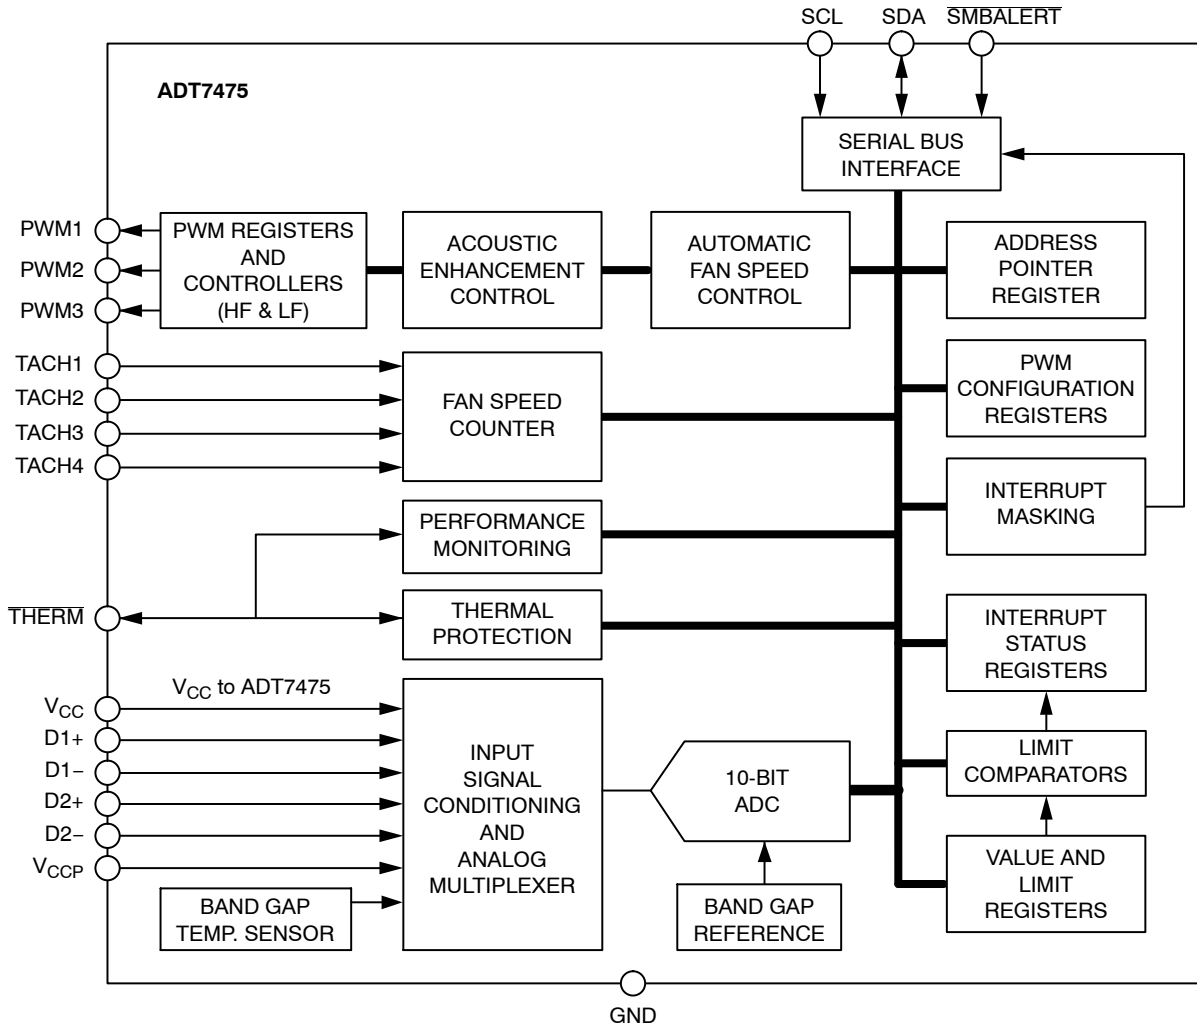 SCL SDA SMBALERT
ADT7475
SERIAL BUS
INTERFACE
PWM1
PWM2
PWM3
PWM REGISTERS
AND
CONTROLLERS
(HF & LF)
ACOUSTIC
ENHANCEMENT
CONTROL
AUTOMATIC
FAN SPEED
CONTROL
ADDRESS
POINTER
REGISTER
TACH1
TACH2
TACH3
TACH4
FAN SPEED
COUNTER
PWM
CONFIGURATION
REGISTERS
INTERRUPT
MASKING
PERFORMANCE
MONITORING
THERM
THERMAL
PROTECTION
INTERRUPT
STATUS
REGISTERS
VCC to ADT7475
VCC
D1+
D1−
D2+
D2−
VCCP
INPUT
SIGNAL
CONDITIONING
AND
ANALOG
MULTIPLEXER
10-BIT
ADC
LIMIT
COMPARATORS
BAND GAP
TEMP. SENSOR
BAND GAP
REFERENCE
VALUE AND
LIMIT
REGISTERS
GND